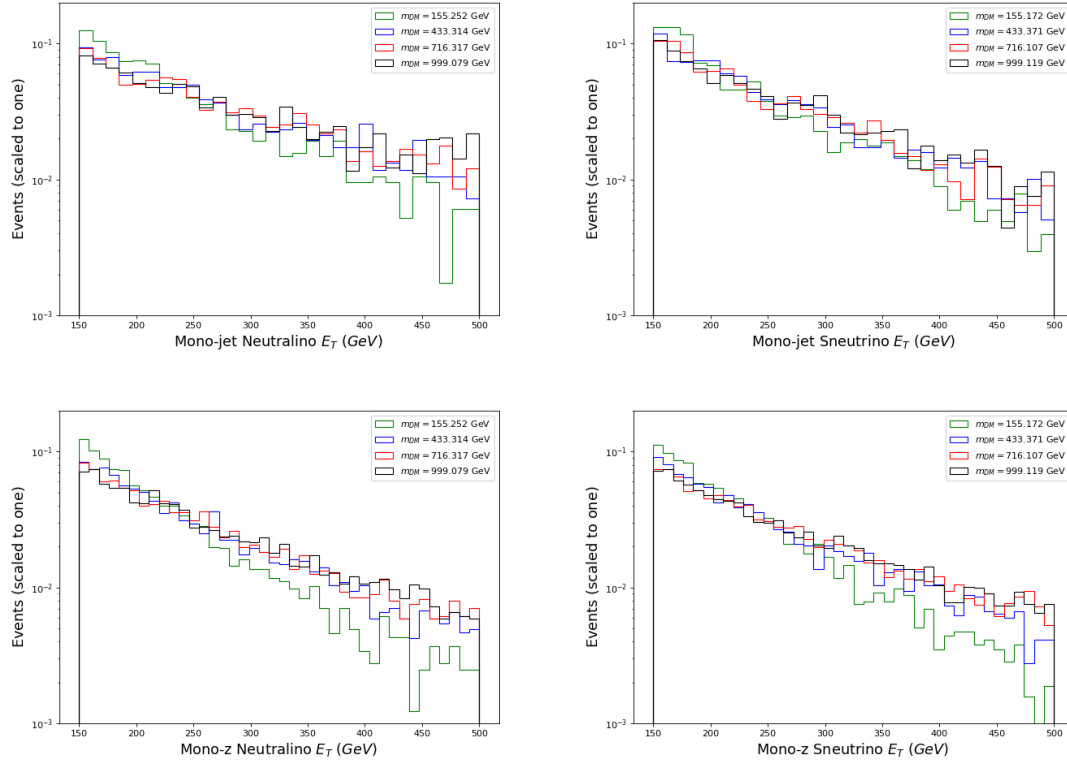 Events (scaled to one)
10⁻¹
10⁻²
10⁻³
m_DM = 155.252 GeV
m_DM = 433.314 GeV
m_DM = 716.317 GeV
m_DM = 999.079 GeV
150 200 250 300 350 400 450 500
Mono-jet Neutralino E_T (GeV)
Events (scaled to one)
10⁻¹
10⁻²
10⁻³
m_DM = 155.172 GeV
m_DM = 433.371 GeV
m_DM = 716.107 GeV
m_DM = 999.119 GeV
150 200 250 300 350 400 450 500
Mono-jet Sneutrino E_T (GeV)
Events (scaled to one)
10⁻¹
10⁻²
10⁻³
m_DM = 155.252 GeV
m_DM = 433.314 GeV
m_DM = 716.317 GeV
m_DM = 999.079 GeV
150 200 250 300 350 400 450 500
Mono-z Neutralino E_T (GeV)
Events (scaled to one)
10⁻¹
10⁻²
10⁻³
m_DM = 155.172 GeV
m_DM = 433.371 GeV
m_DM = 716.107 GeV
m_DM = 999.119 GeV
150 200 250 300 350 400 450 500
Mono-z Sneutrino E_T (GeV)